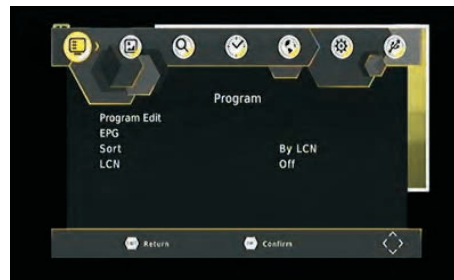 Program
Program Edit
EPG
Sort By LCN
LCN Off
Return Confirm